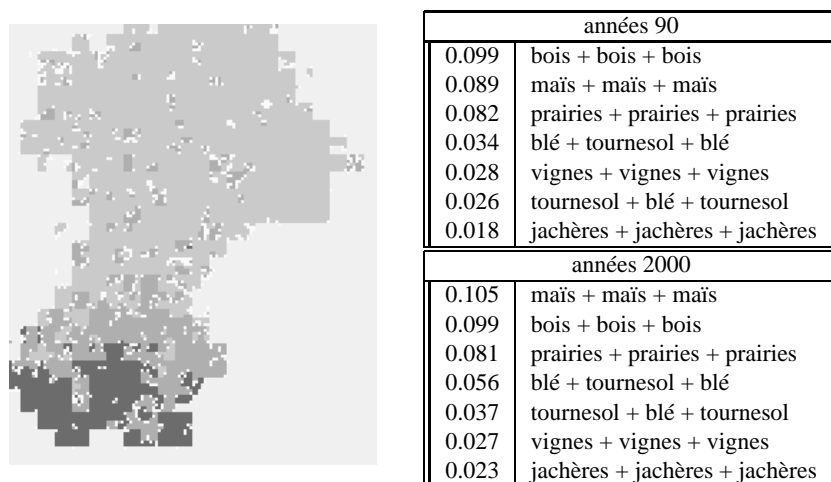 années 90
0.099 bois + bois + bois
0.089 maïs + maïs + maïs
0.082 prairies + prairies + prairies
0.034 blé + tournesol + blé
0.028 vignes + vignes + vignes
0.026 tournesol + blé + tournesol
0.018 jachères + jachères + jachères
années 2000
0.105 maïs + maïs + maïs
0.099 bois + bois + bois
0.081 prairies + prairies + prairies
0.056 blé + tournesol + blé
0.037 tournesol + blé + tournesol
0.027 vignes + vignes + vignes
0.023 jachères + jachères + jachères